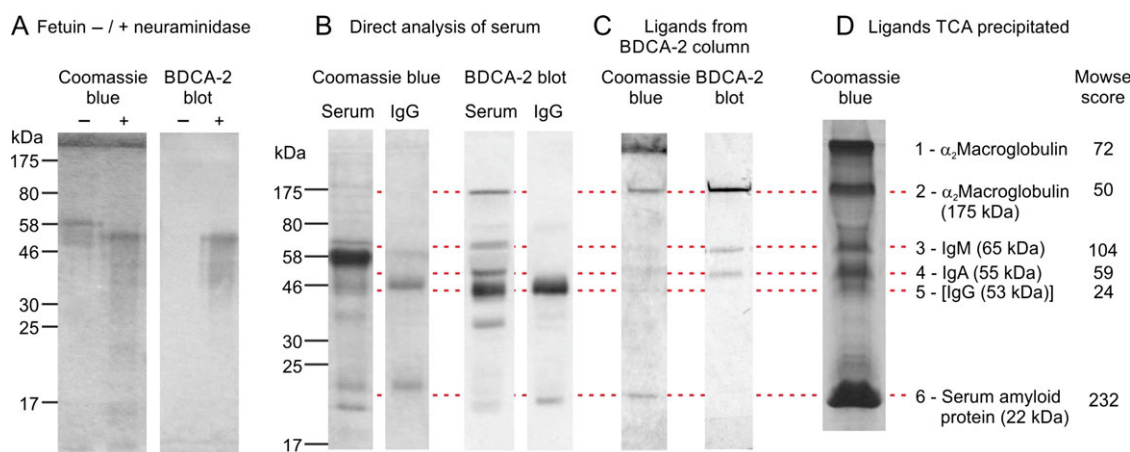 A Fetuin – / + neuraminidase
Coomassie
blue
BDCA-2
blot
– +
– +
kDa
175
80
58
46
30
25
17
B Direct analysis of serum
Coomassie blue
BDCA-2 blot
Serum IgG
Serum IgG
kDa
175
80
58
46
30
25
17
C Ligands from
BDCA-2 column
Coomassie
blue
BDCA-2
blot
D Ligands TCA precipitated
Coomassie
blue
Mowse
score
1 - α2Macroglobulin 72
2 - α2Macroglobulin 50
(175 kDa)
3 - IgM (65 kDa) 104
4 - IgA (55 kDa) 59
5 - [IgG (53 kDa)] 24
6 - Serum amyloid 232
protein (22 kDa)